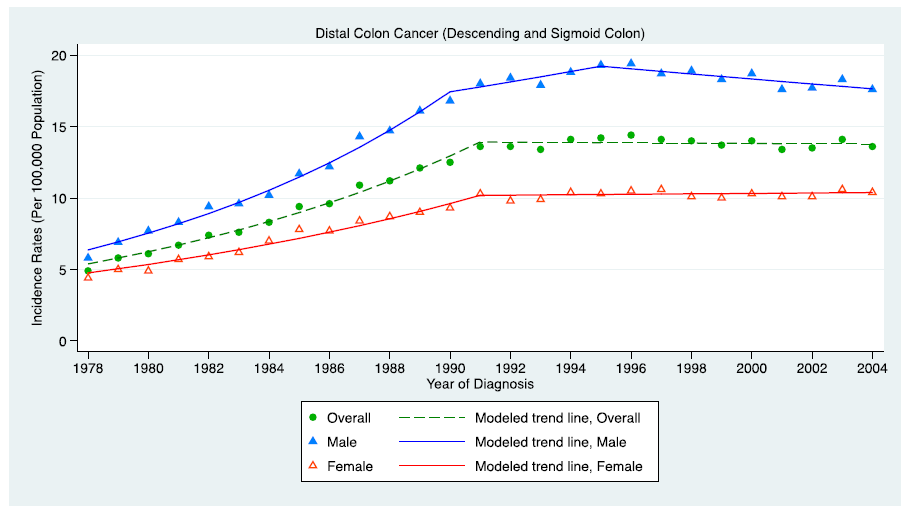 Distal Colon Cancer (Descending and Sigmoid Colon)
Incidence Rates (Per 100,000 Population)
20
15
10
5
0
1978 1980 1982 1984 1986 1988 1990 1992 1994 1996 1998 2000 2002 2004
Year of Diagnosis
Overall Modeled trend line, Overall
Male Modeled trend line, Male
Female Modeled trend line, Female